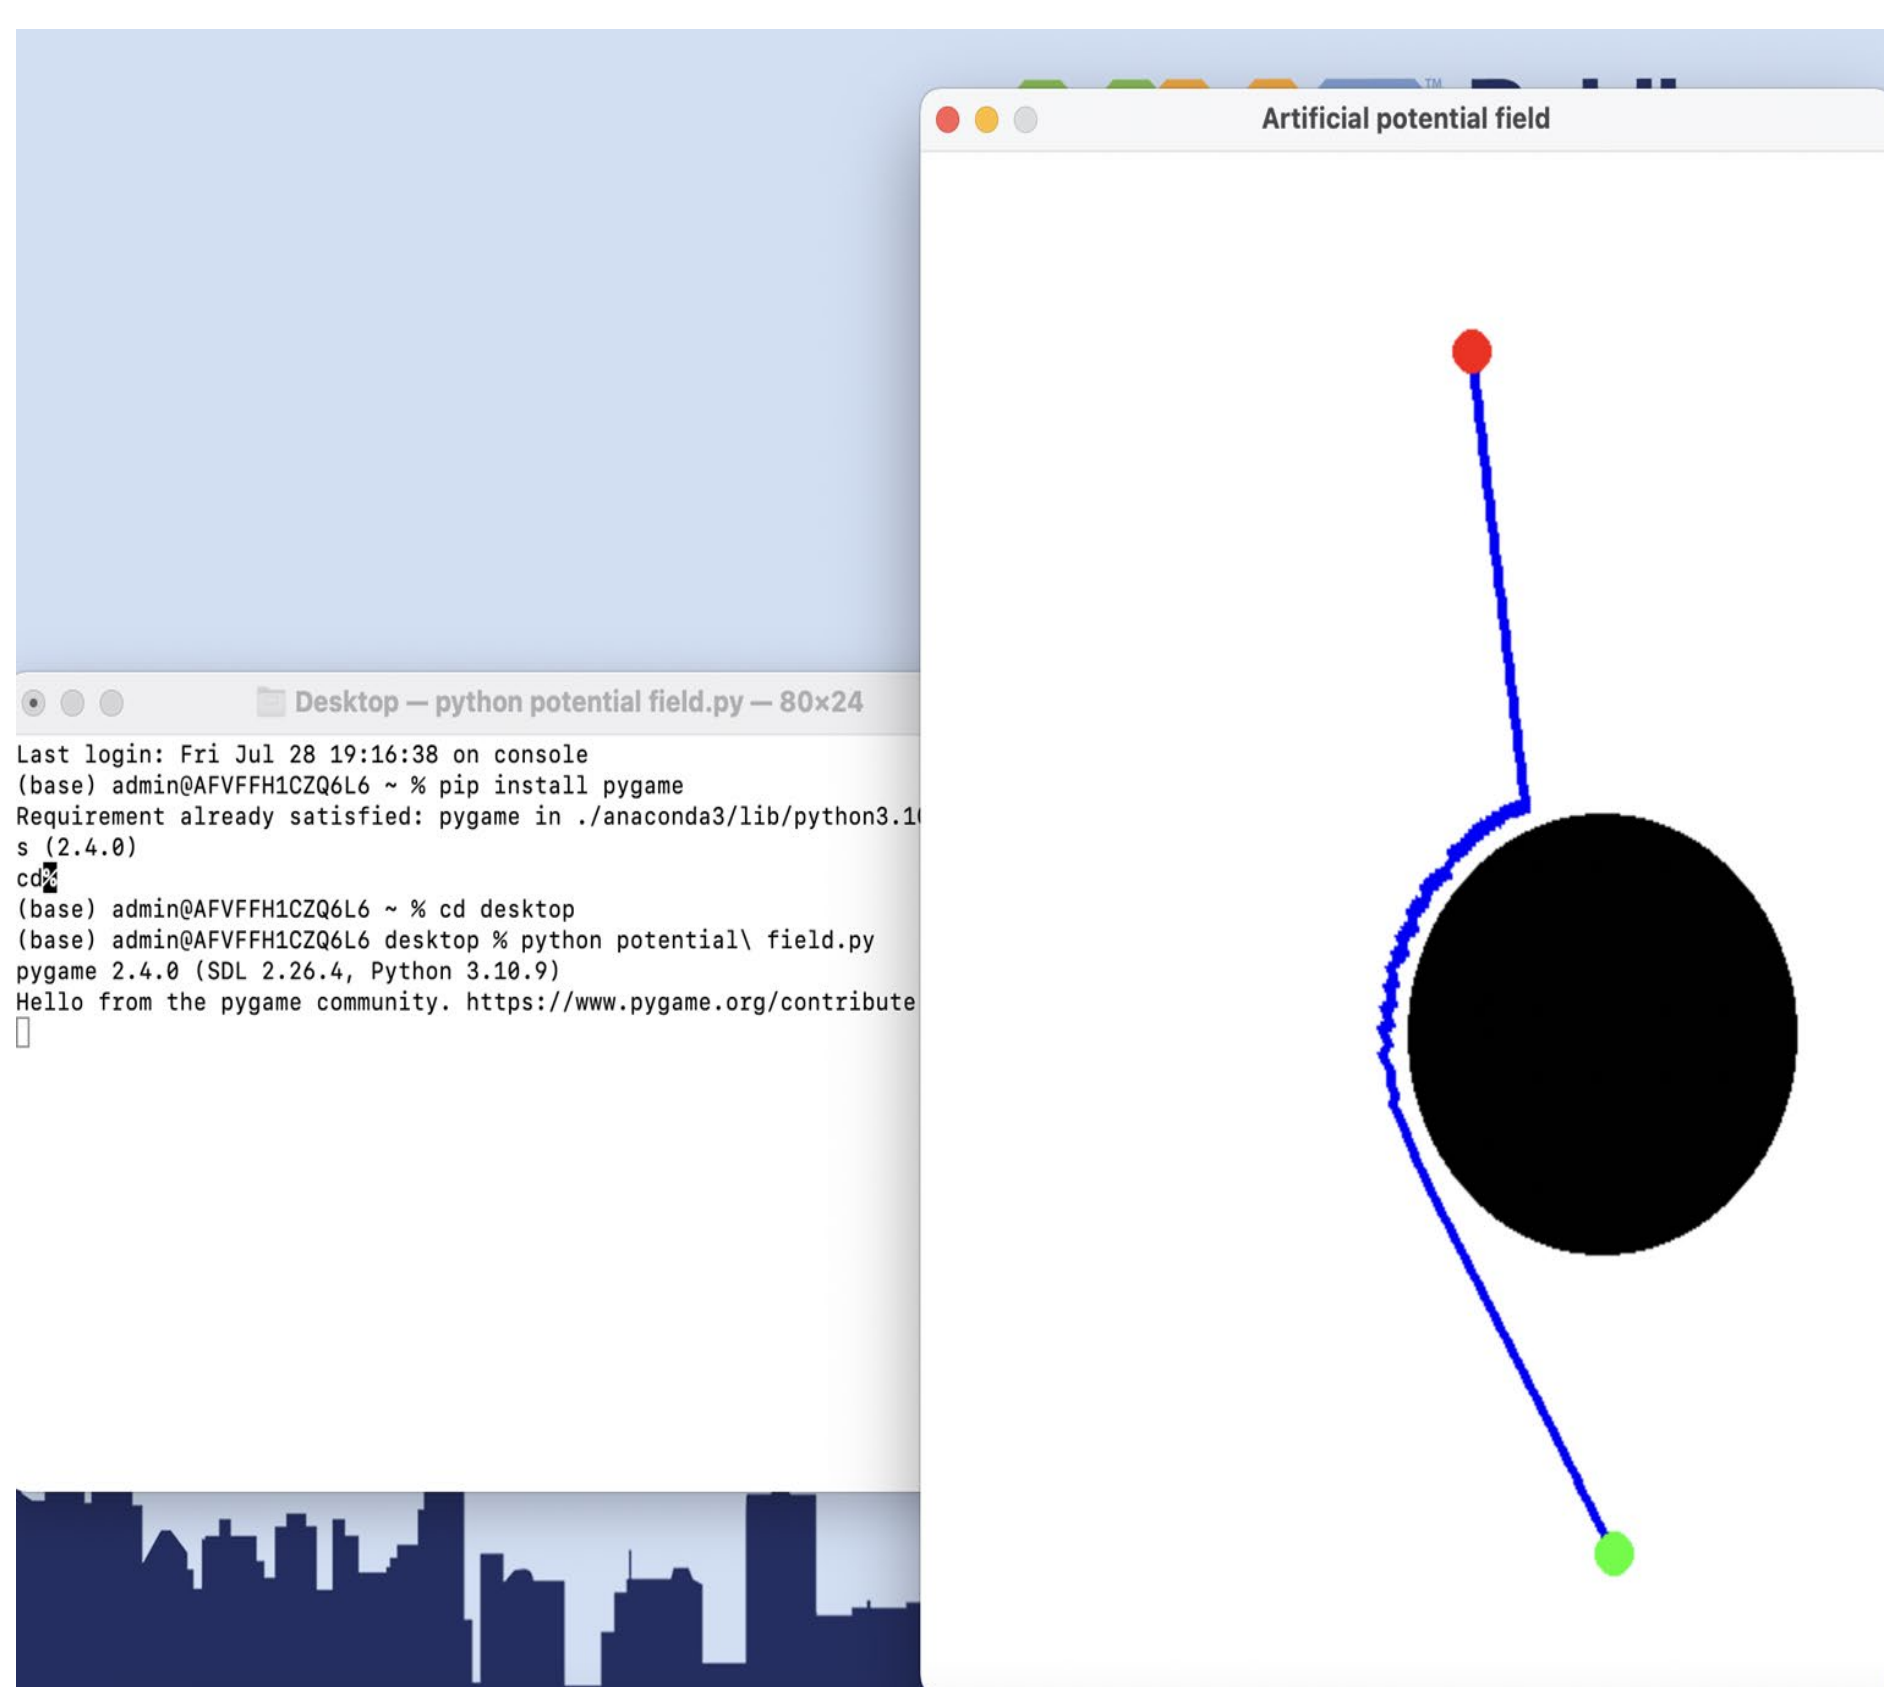 TM
Artificial potential field
Desktop — python potential field.py — 80×24
Last login: Fri Jul 28 19:16:38 on console
(base) admin@AFVFFH1CZQ6L6 ~ % pip install pygame
Requirement already satisfied: pygame in ./anaconda3/lib/python3.10
s (2.4.0)
cd%
(base) admin@AFVFFH1CZQ6L6 ~ % cd desktop
(base) admin@AFVFFH1CZQ6L6 desktop % python potential\ field.py
pygame 2.4.0 (SDL 2.26.4, Python 3.10.9)
Hello from the pygame community. https://www.pygame.org/contribute